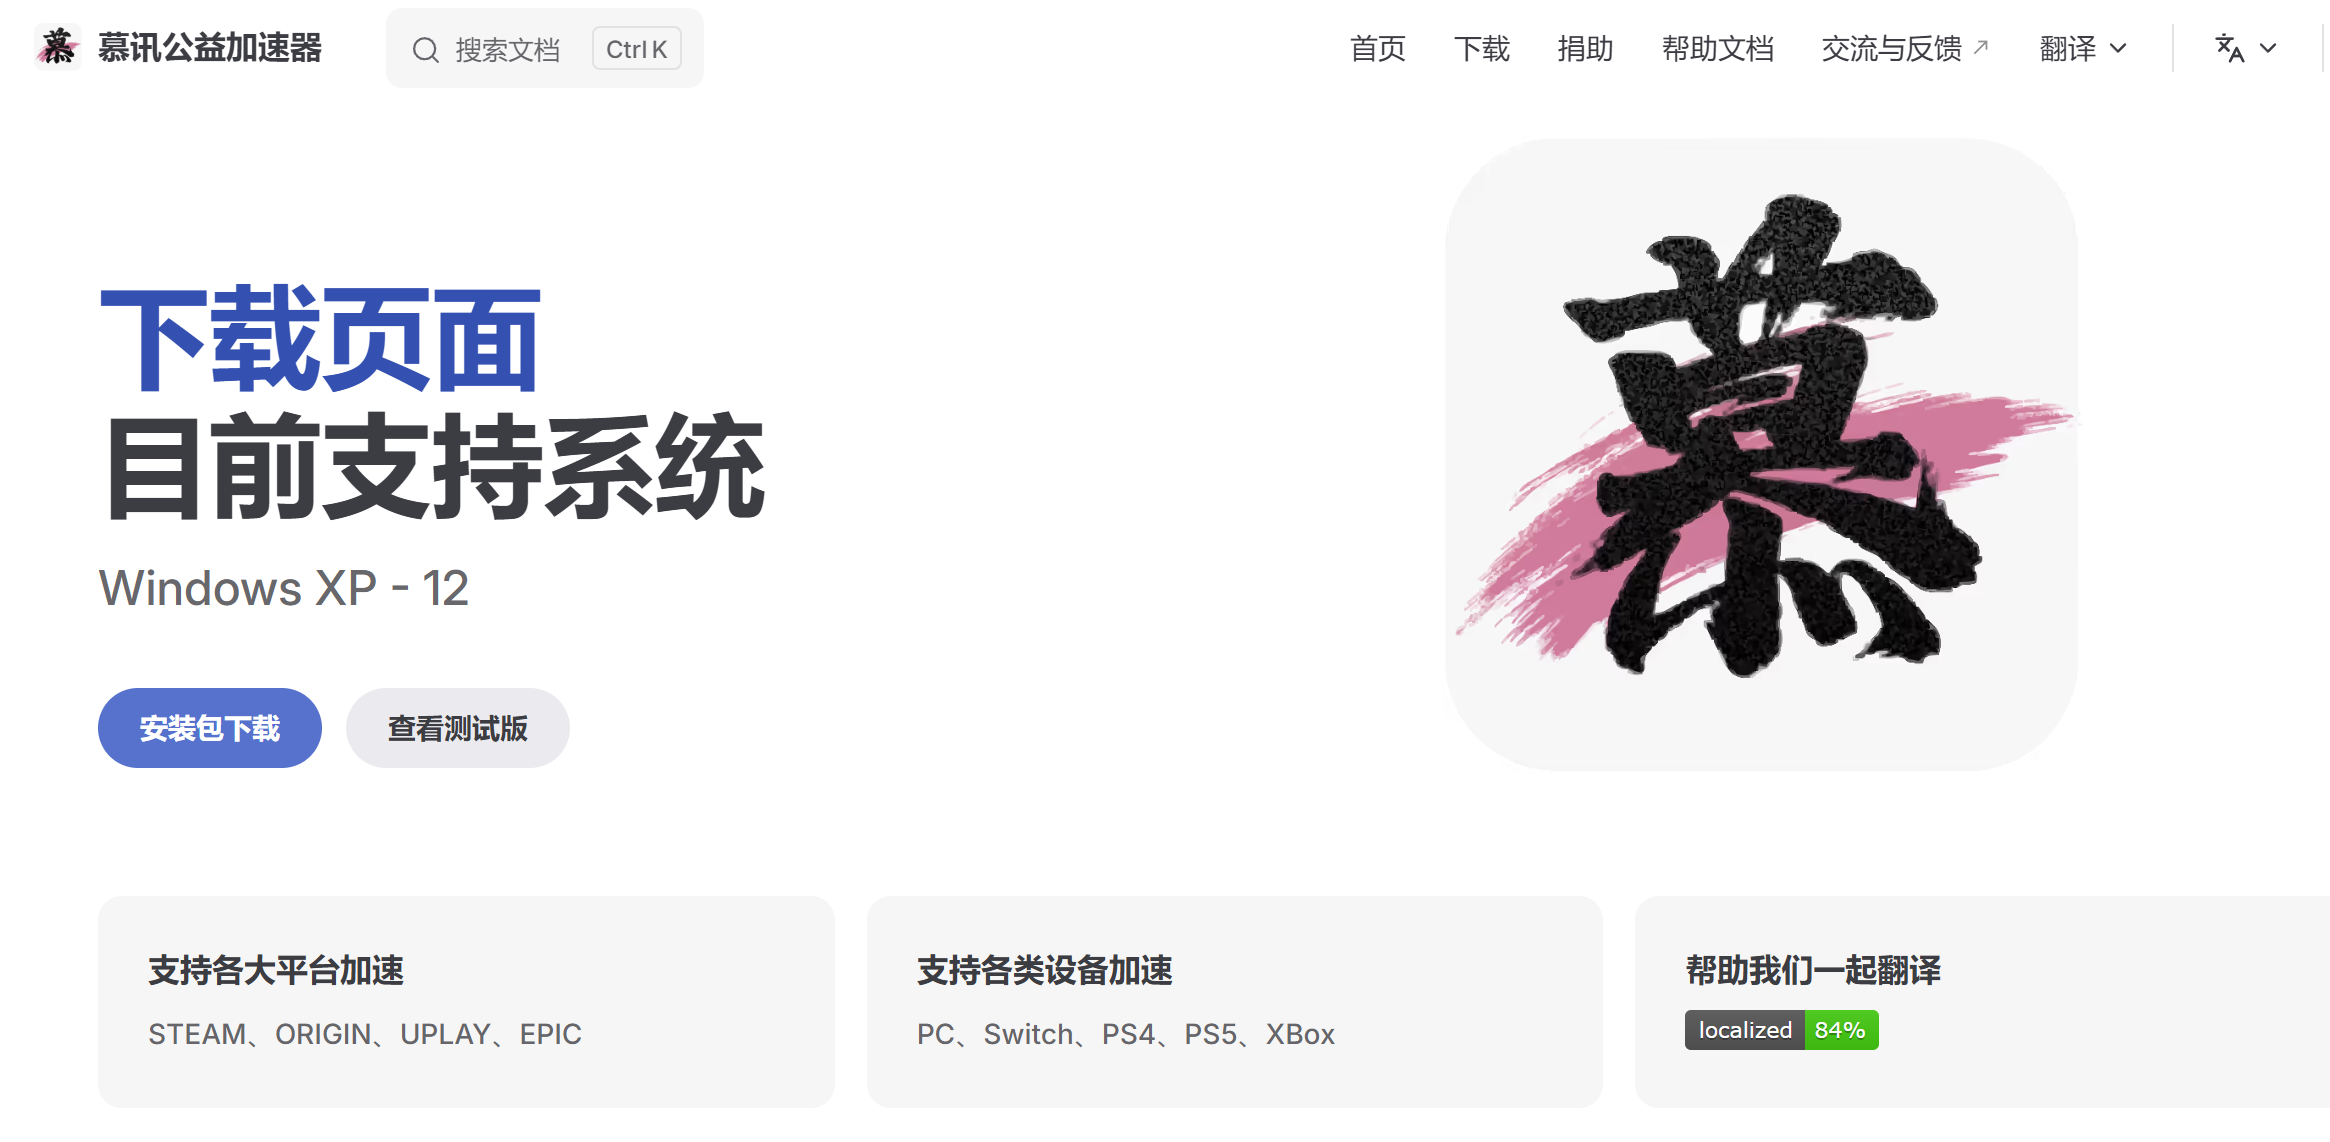 慕讯公益加速器
搜索文档 Ctrl K
首页 下载 捐助 帮助文档 交流与反馈 翻译
慕
下载页面
目前支持系统
Windows XP - 12
安装包下载 查看测试版
支持各大平台加速
STEAM、ORIGIN、UPLAY、EPIC
支持各类设备加速
PC、Switch、PS4、PS5、XBox
帮助我们一起翻译
localized 84%